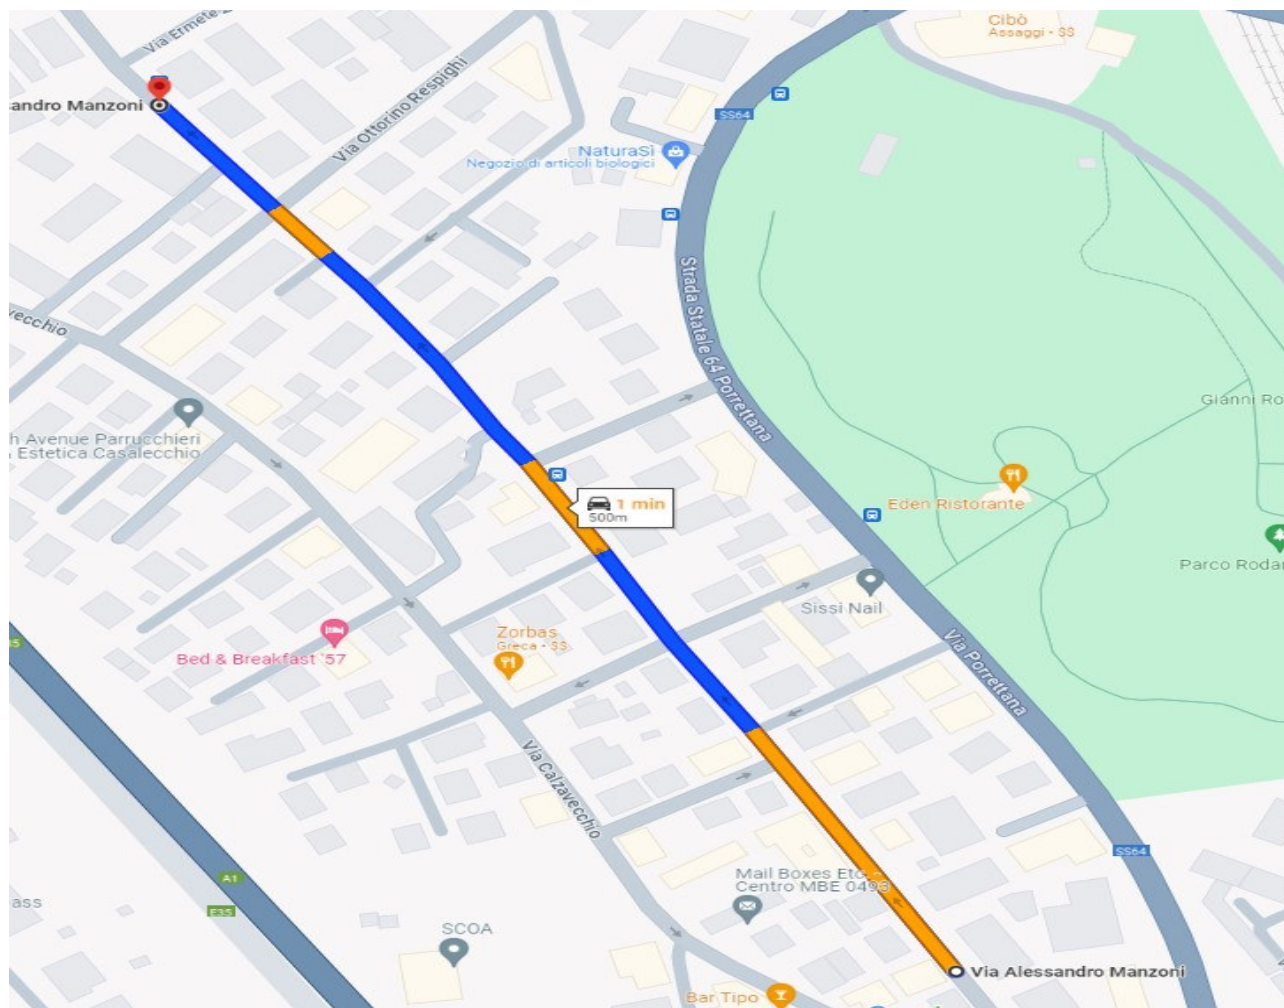 Cibò
Assaggi • $$
Via Ermete
sandro Manzoni
Via Ottorino Respighi
SS64
NaturaSì
Negozio di articoli biologici
Strada Statale 64 Porrettana
avecchio
Gianni Ro
h Avenue Parrucchieri
Estetica Casalecchio
1 min
500m
Eden Ristorante
Parco Rodar
Sissi Nail
Zorbas
Greca • $$
Bed & Breakfast '57
Via Porrettana
Via Calzavecchio
SS64
A1
E35
Mail Boxes Etc. -
Centro MBE 0493
ass
SCOA
Via Alessandro Manzoni
Bar Tipo